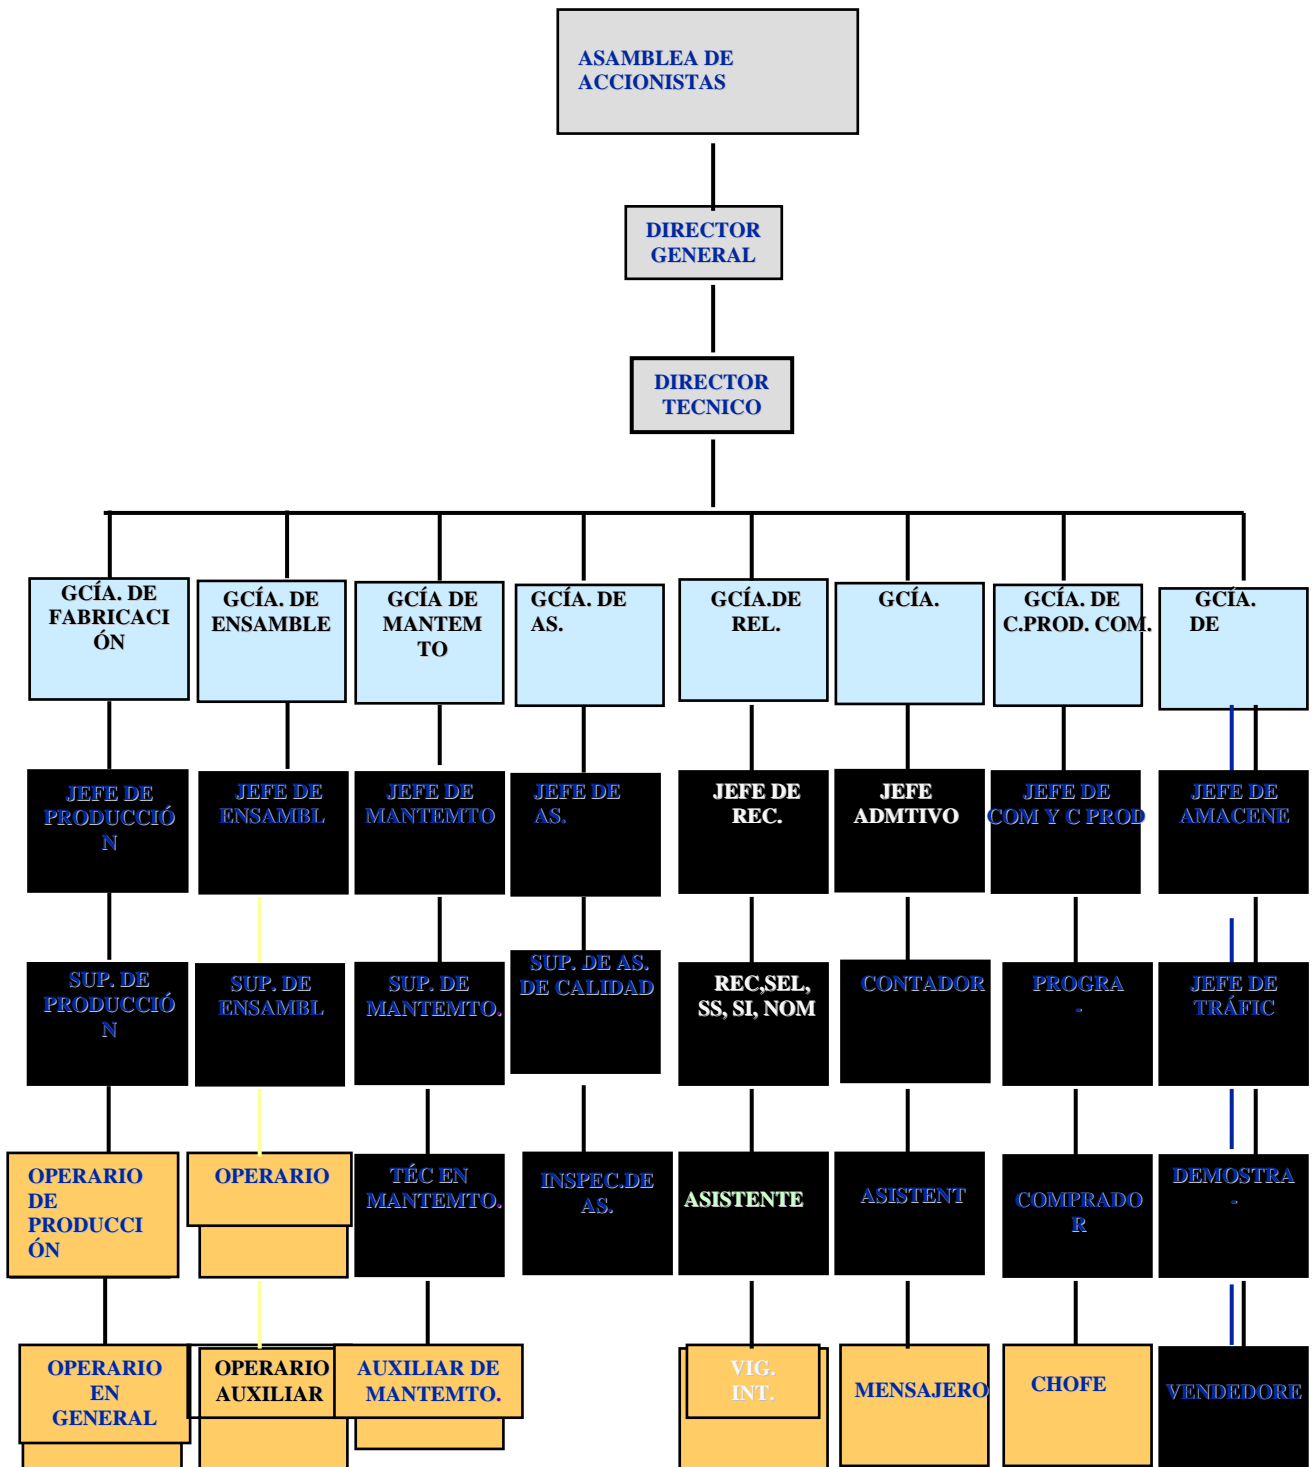 ASAMBLEA DE
ACCIONISTAS
DIRECTOR
GENERAL
DIRECTOR
TECNICO
GCÍA. DE
FABRICACI
ÓN
GCÍA. DE
ENSAMBLE
GCÍA DE
MANTEM
TO
GCÍA. DE
AS.
GCÍA.DE
REL.
GCÍA.
GCÍA. DE
C.PROD. COM.
GCÍA.
DE
JEFE DE
PRODUCCIÓ
N
JEFE DE
ENSAMBL
JEFE DE
MANTEMTO
JEFE DE
AS.
JEFE DE
REC.
JEFE
ADMTIVO
JEFE DE
COM Y C PROD
JEFE DE
AMACENE
SUP. DE
PRODUCCIÓ
N
SUP. DE
ENSAMBL
SUP. DE
MANTEMTO.
SUP. DE AS.
DE CALIDAD
REC,SEL,
SS, SI, NOM
CONTADOR
PROGRA
-
JEFE DE
TRÁFIC
OPERARIO
DE
PRODUCCI
ÓN
OPERARIO
TÉC EN
MANTEMTO.
INSPEC.DE
AS.
ASISTENTE
ASISTENT
COMPRADO
R
DEMOSTRA
-
OPERARIO
EN
GENERAL
OPERARIO
AUXILIAR
AUXILIAR DE
MANTEMTO.
VIG.
INT.
MENSAJERO
CHOFE
VENDEDORE